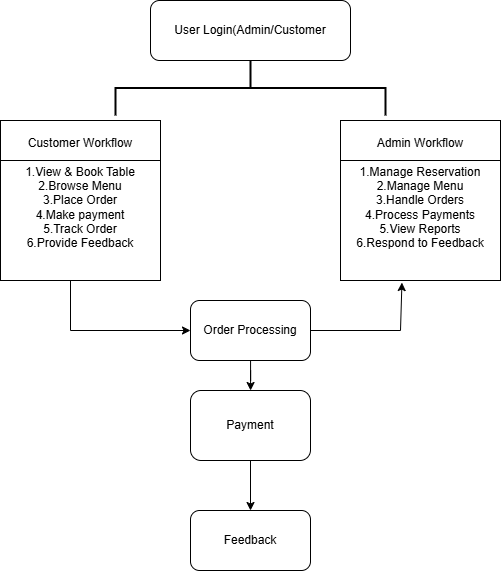 User Login(Admin/Customer
Customer Workflow
1.View & Book Table
2.Browse Menu
3.Place Order
4.Make payment
5.Track Order
6.Provide Feedback
Admin Workflow
1.Manage Reservation
2.Manage Menu
3.Handle Orders
4.Process Payments
5.View Reports
6.Respond to Feedback
Order Processing
Payment
Feedback